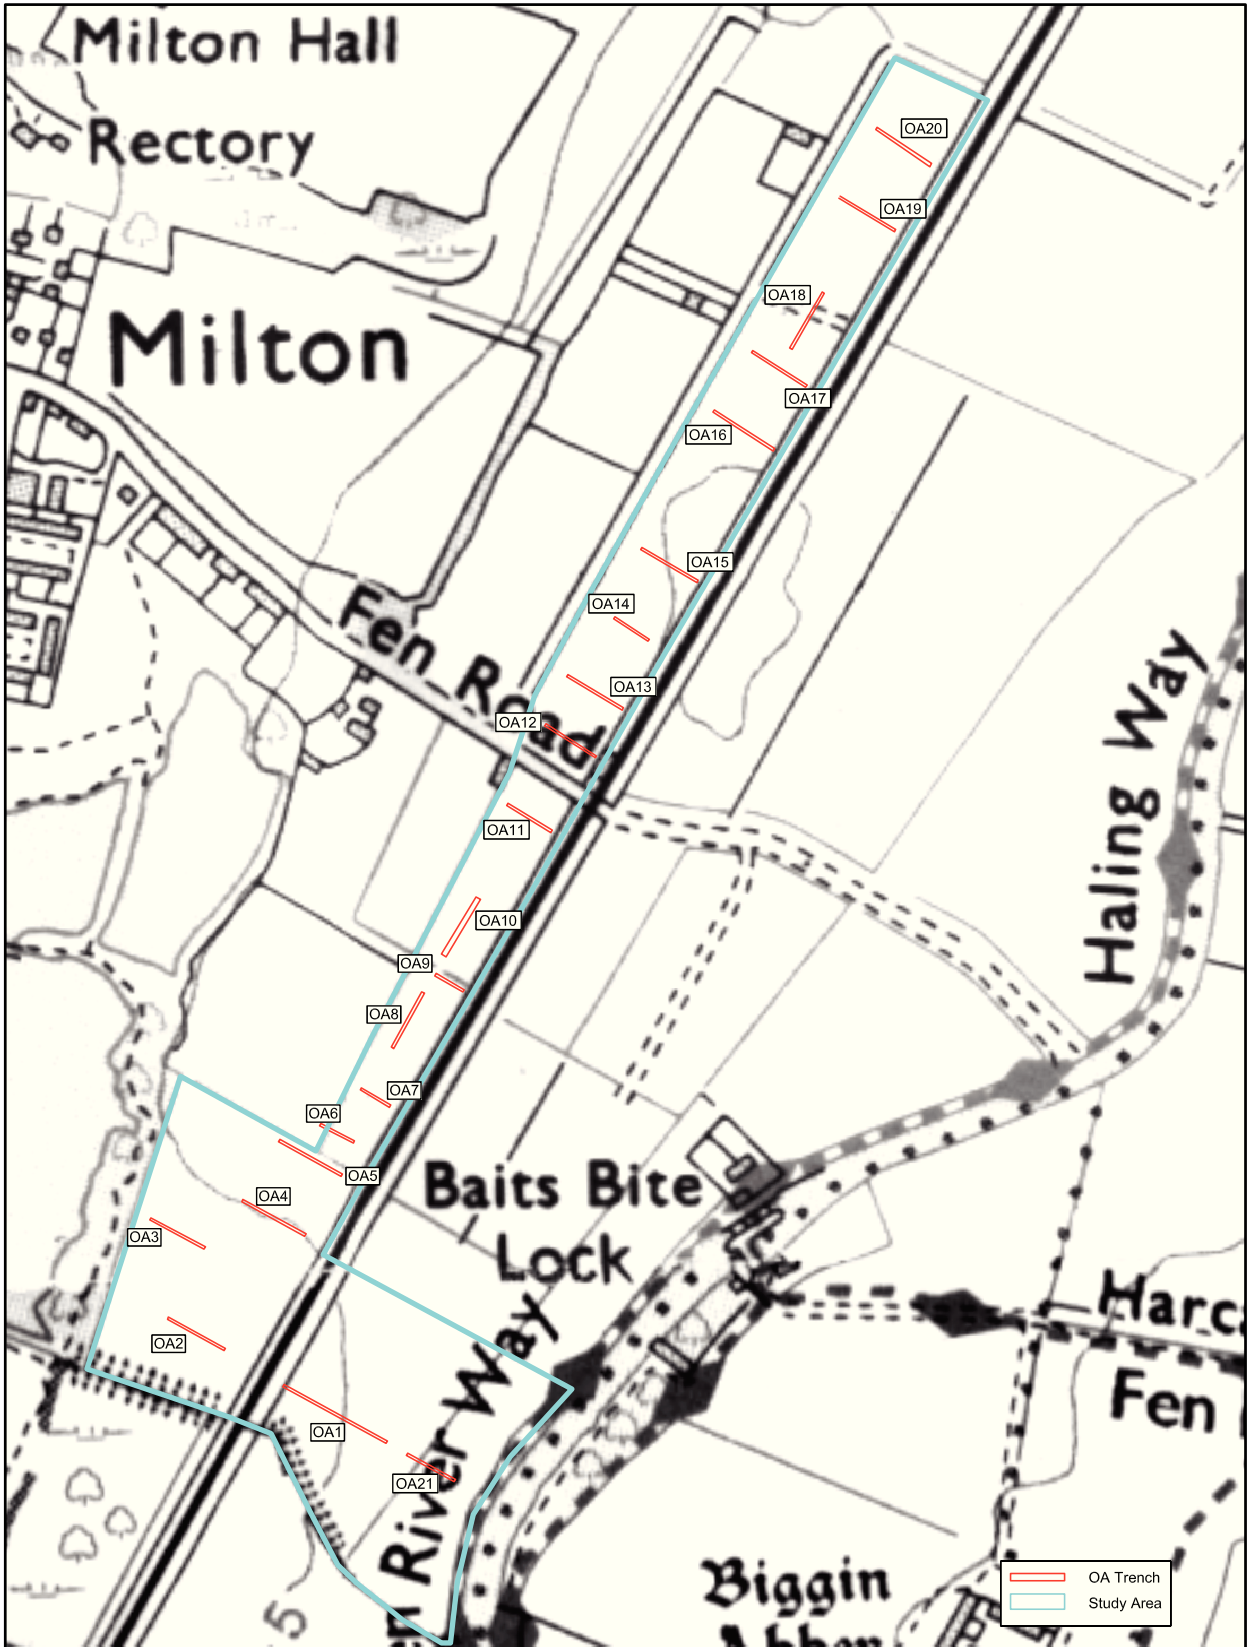 Milton Hall
Rectory
Milton
OA20
OA19
OA18
OA17
OA16
OA15
OA14
OA13
OA12
Fen Road
OA11
OA10
OA9
OA8
OA7
OA6
OA5
OA4
OA3
OA2
OA1
OA21
Haling Way
Baits Bite
Lock
River Way
Fen
Biggin
5
OA Trench
Study Area